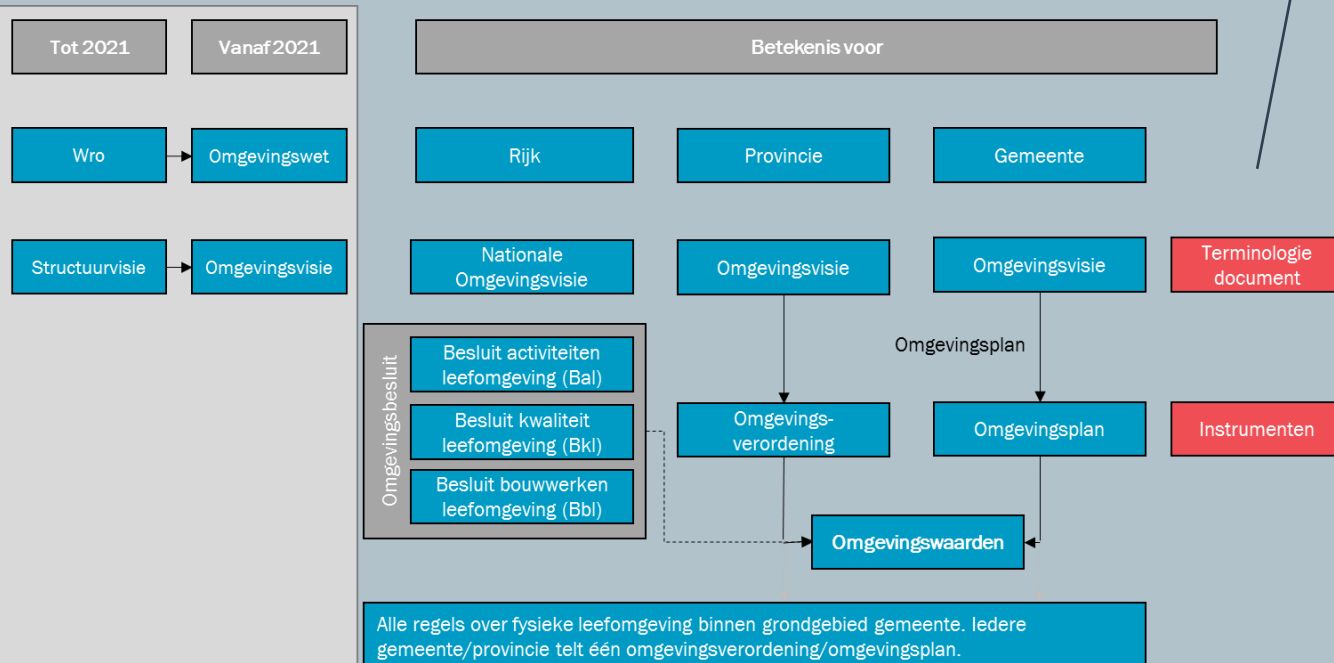 Tot 2021
Vanaf 2021
Betekenis voor
Wro
Omgevingswet
Rijk
Provincie
Gemeente
Structuurvisie
Omgevingsvisie
Nationale
Omgevingsvisie
Omgevingsvisie
Omgevingsvisie
Terminologie
document
Omgevingsbesluit
Besluit activiteiten
leefomgeving (Bal)
Besluit kwaliteit
leefomgeving (Bkl)
Besluit bouwwerken
leefomgeving (Bbl)
Omgevingsplan
Omgevings-
verordening
Omgevingsplan
Instrumenten
Omgevingswaarden
Alle regels over fysieke leefomgeving binnen grondgebied gemeente. Iedere
gemeente/provincie telt één omgevingsverordening/omgevingsplan.